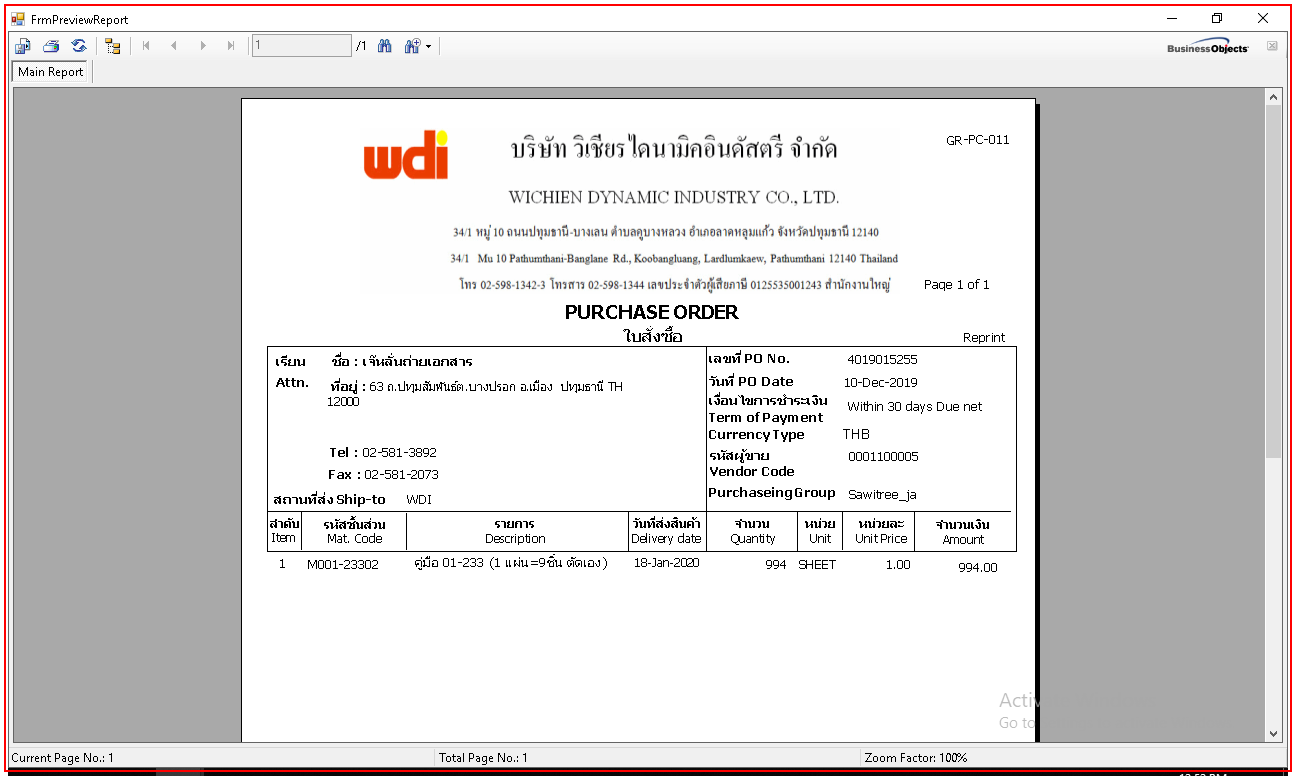 FrmPreviewReport
1 /1
BusinessObjects
Main Report
wdi
บริษัท วิเชียรไดนามิคอินดัสตรี จำกัด
GR-PC-011
WICHIEN DYNAMIC INDUSTRY CO., LTD.
34/1 หมู่ 10 ถนนปทุมธานี-บางเลน ตำบลคูบางหลวง อำเภอลาดหลุมแก้ว จังหวัดปทุมธานี 12140
34/1 Mu 10 Pathumthani-Banglane Rd., Koobangluang, Lardlumkaew, Pathumthani 12140 Thailand
โทร 02-598-1342-3 โทรสาร 02-598-1344 เลขประจำตัวผู้เสียภาษี 0125535001243 สำนักงานใหญ่
Page 1 of 1
PURCHASE ORDER
ใบสั่งซื้อ
Reprint
เรียน ชื่อ : เจ๊หลั่นถ่ายเอกสาร
เลขที่ PO No. 4019015255
Attn. ที่อยู่ : 63 ถ.ปทุมสัมพันธ์ต.บางปรอก อ.เมือง ปทุมธานี TH
12000
วันที่ PO Date 10-Dec-2019
เงื่อนไขการชำระเงิน
Term of Payment Within 30 days Due net
Currency Type THB
Tel : 02-581-3892
รหัสผู้ขาย
Vendor Code 0001100005
Fax : 02-581-2073
สถานที่ส่ง Ship-to WDI
Purchaseing Group Sawitree_ja
ลำดับ รหัสชิ้นส่วน รายการ วันที่ส่งสินค้า จำนวน หน่วย หน่วยละ จำนวนเงิน
Item Mat. Code Description Delivery date Quantity Unit Unit Price Amount
1 M001-23302 คู่มือ 01-233 (1 แผ่น=9ชิ้น ตัดเอง) 18-Jan-2020 994 SHEET 1.00 994.00
Go to
Current Page No.: 1 Total Page No.: 1 Zoom Factor: 100%